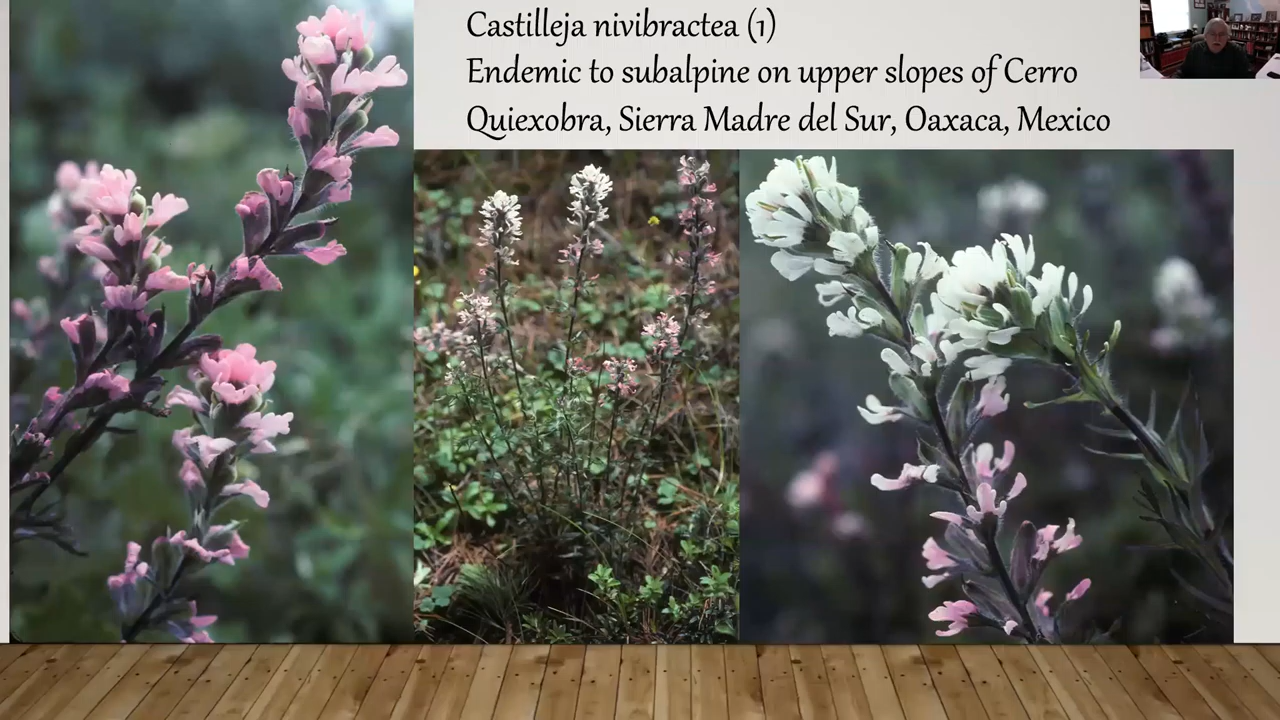 Castilleja nivibractea (1)
Endemic to subalpine on upper slopes of Cerro
Quiexobra, Sierra Madre del Sur, Oaxaca, Mexico